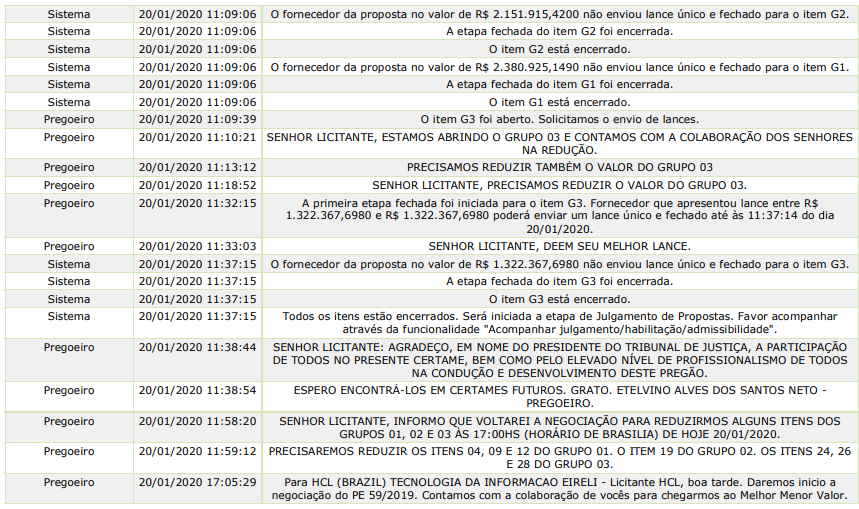 Sistema 20/01/2020 11:09:06 O fornecedor da proposta no valor de R$ 2.151.915,4200 não enviou lance único e fechado para o item G2.
Sistema 20/01/2020 11:09:06 A etapa fechada do item G2 foi encerrada.
Sistema 20/01/2020 11:09:06 O item G2 está encerrado.
Sistema 20/01/2020 11:09:06 O fornecedor da proposta no valor de R$ 2.380.925,1490 não enviou lance único e fechado para o item G1.
Sistema 20/01/2020 11:09:06 A etapa fechada do item G1 foi encerrada.
Sistema 20/01/2020 11:09:06 O item G1 está encerrado.
Pregoeiro 20/01/2020 11:09:39 O item G3 foi aberto. Solicitamos o envio de lances.
Pregoeiro 20/01/2020 11:10:21 SENHOR LICITANTE, ESTAMOS ABRINDO O GRUPO 03 E CONTAMOS COM A COLABORAÇÃO DOS SENHORES
NA REDUÇÃO.
Pregoeiro 20/01/2020 11:13:12 PRECISAMOS REDUZIR TAMBÉM O VALOR DO GRUPO 03
Pregoeiro 20/01/2020 11:18:52 SENHOR LICITANTE, PRECISAMOS REDUZIR O VALOR DO GRUPO 03.
Pregoeiro 20/01/2020 11:32:15 A primeira etapa fechada foi iniciada para o item G3. Fornecedor que apresentou lance entre R$
1.322.367,6980 e R$ 1.322.367,6980 poderá enviar um lance único e fechado até às 11:37:14 do dia
20/01/2020.
Pregoeiro 20/01/2020 11:33:03 SENHOR LICITANTE, DEEM SEU MELHOR LANCE.
Sistema 20/01/2020 11:37:15 O fornecedor da proposta no valor de R$ 1.322.367,6980 não enviou lance único e fechado para o item G3.
Sistema 20/01/2020 11:37:15 A etapa fechada do item G3 foi encerrada.
Sistema 20/01/2020 11:37:15 O item G3 está encerrado.
Sistema 20/01/2020 11:37:15 Todos os itens estão encerrados. Será iniciada a etapa de Julgamento de Propostas. Favor acompanhar
através da funcionalidade "Acompanhar julgamento/habilitação/admissibilidade".
Pregoeiro 20/01/2020 11:38:44 SENHOR LICITANTE: AGRADEÇO, EM NOME DO PRESIDENTE DO TRIBUNAL DE JUSTIÇA, A PARTICIPAÇÃO
DE TODOS NO PRESENTE CERTAME, BEM COMO PELO ELEVADO NÍVEL DE PROFISSIONALISMO DE TODOS
NA CONDUÇÃO E DESENVOLVIMENTO DESTE PREGÃO.
Pregoeiro 20/01/2020 11:38:54 ESPERO ENCONTRÁ-LOS EM CERTAMES FUTUROS. GRATO. ETELVINO ALVES DOS SANTOS NETO -
PREGOEIRO.
Pregoeiro 20/01/2020 11:58:20 SENHOR LICITANTE, INFORMO QUE VOLTAREI A NEGOCIAÇÃO PARA REDUZIRMOS ALGUNS ITENS DOS
GRUPOS 01, 02 E 03 ÀS 17:00HS (HORÁRIO DE BRASILIA) DE HOJE 20/01/2020.
Pregoeiro 20/01/2020 11:59:12 PRECISAREMOS REDUZIR OS ITENS 04, 09 E 12 DO GRUPO 01. O ITEM 19 DO GRUPO 02. OS ITENS 24, 26
E 28 DO GRUPO 03.
Pregoeiro 20/01/2020 17:05:29 Para HCL (BRAZIL) TECNOLOGIA DA INFORMACAO EIRELI - Licitante HCL, boa tarde. Daremos inicio a
negociação do PE 59/2019. Contamos com a colaboração de vocês para chegarmos ao Melhor Menor Valor.